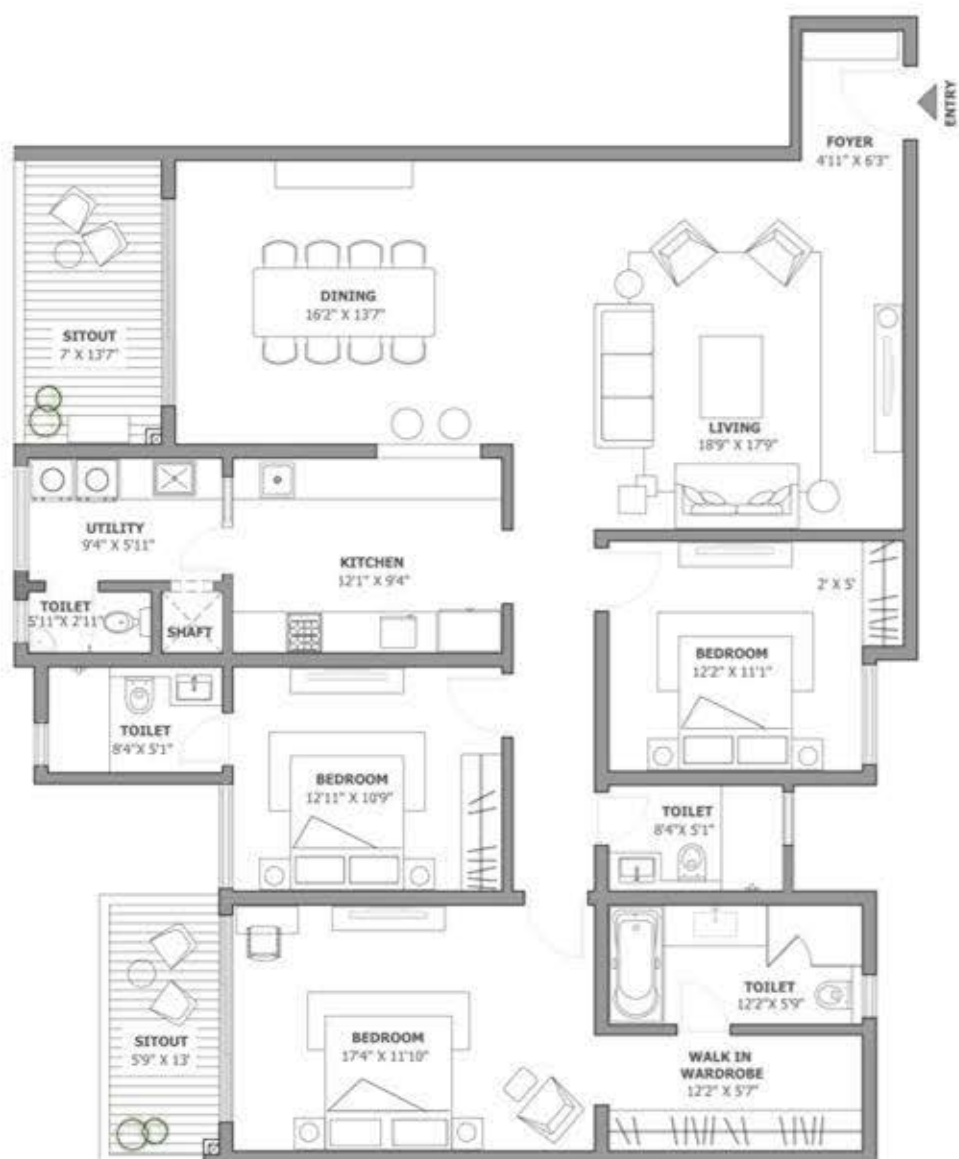 ENTRY
FOYER
4'11" X 6'3"
DINING
16'2" X 13'7"
SITOUT
7' X 13'7"
LIVING
18'9" X 17'9"
UTILITY
9'4" X 5'11"
KITCHEN
12'1" X 9'4"
2' X 5'
TOILET
5'11"X 2'11"
SHAFT
BEDROOM
12'2" X 11'1"
TOILET
8'4"X 5'1"
BEDROOM
12'11" X 10'9"
TOILET
8'4"X 5'1"
TOILET
12'2"X 5'9"
SITOUT
5'9" X 13'
BEDROOM
17'4" X 11'10"
WALK IN
WARDROBE
12'2" X 5'7"